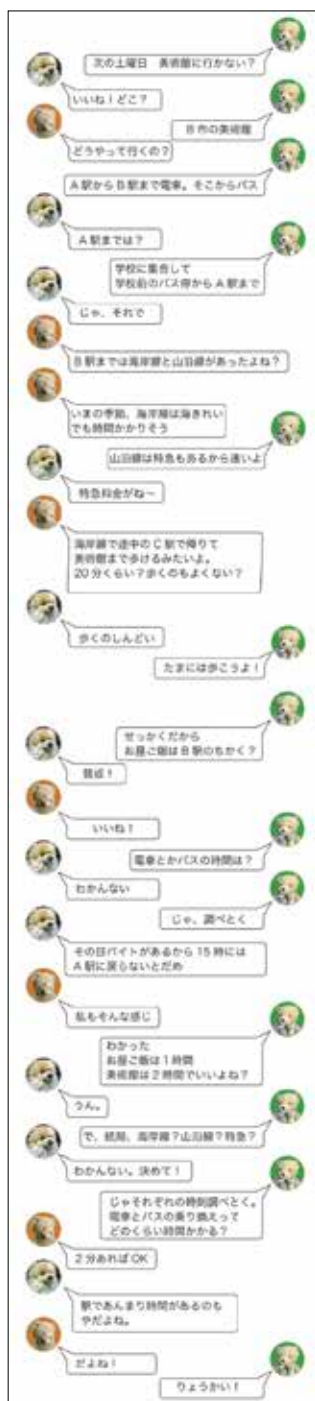 次の土曜日　美術館に行かない？
いいね！どこ？
B市の美術館
どうやって行くの？
A駅からB駅まで電車。そこからバス
A駅までは？
学校に集合して
学校前のバス停からA駅まで
じゃ、それで
B駅までは海岸線と山沿線があったよね？
いまの季節、海岸線は海きれい
でも時間かかりそう
山沿線は特急もあるから速いよ
特急料金がね～
海岸線で途中のC駅で降りて
美術館まで歩けるみたいよ。
20分くらい？歩くのもよくない？
歩くのしんどい
たまには歩こうよ！
せっかくだから
お昼ご飯はB駅のちかく？
賛成！
いいね！
電車とかバスの時間は？
わかんない
じゃ、調べとく
その日バイトがあるから15時には
A駅に戻らないとだめ
私もそんな感じ
わかった
お昼ご飯は1時間
美術館は2時間でいいよね？
うん。
で、結局、海岸線？山沿線？特急？
わかんない。決めて！
じゃそれぞれの時刻調べとく。
電車とバスの乗り換えって
どのくらい時間かかる？
2分あればOK
駅であんまり時間があるのも
やだよね。
だよね！
りょうかい！